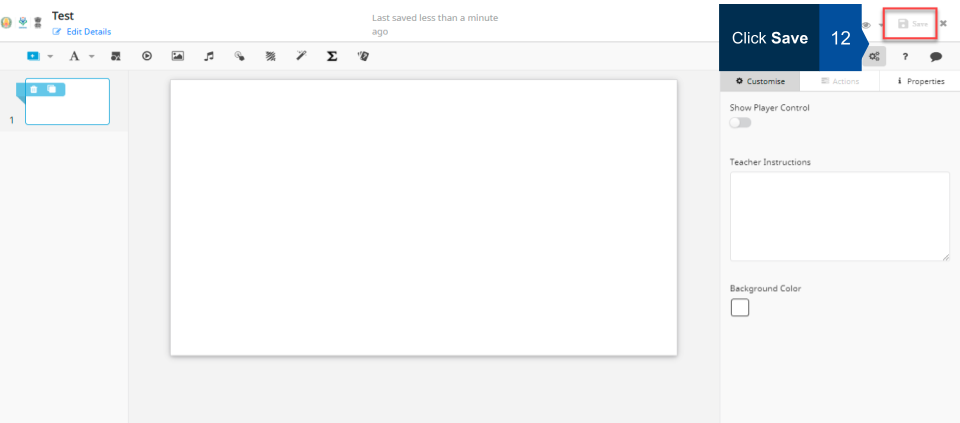 Test
Edit Details
Last saved less than a minute
ago
Click Save 12
Save
A
Σ
?
Customise Actions Properties
1
Show Player Control
Teacher Instructions
Background Color